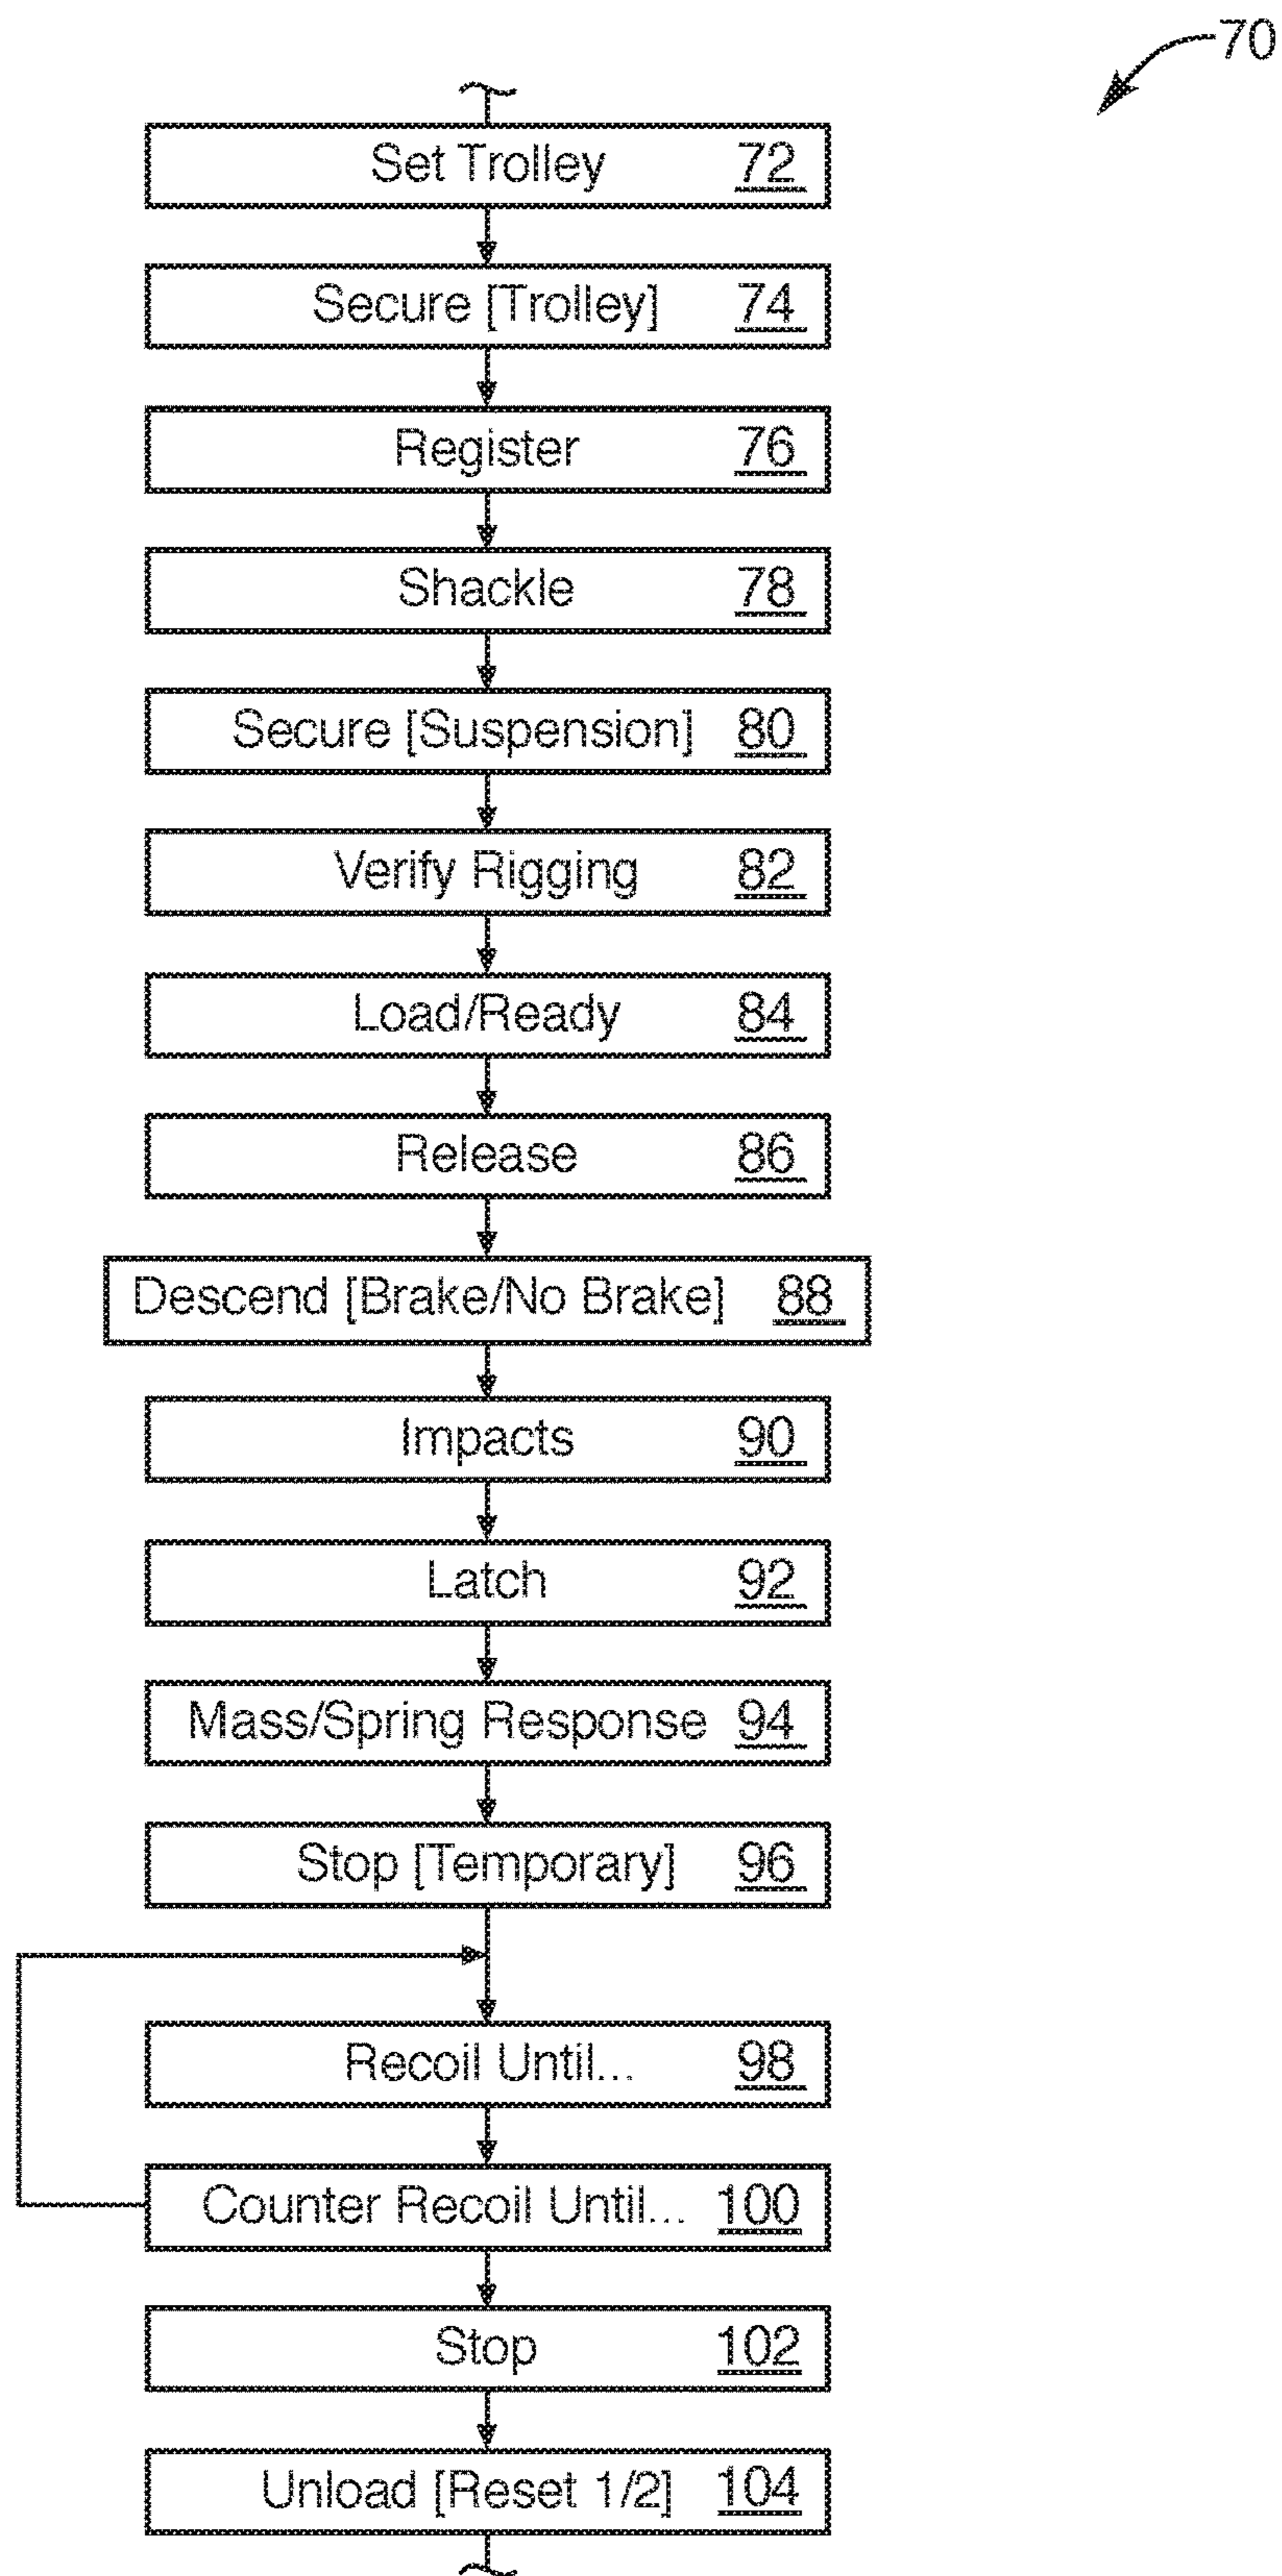 70
Set Trolley 72
Secure [Trolley] 74
Register 76
Shackle 78
Secure [Suspension] 80
Verify Rigging 82
Load/Ready 84
Release 86
Descend [Brake/No Brake] 88
Impacts 90
Latch 92
Mass/Spring Response 94
Stop [Temporary] 96
Recoil Until... 98
Counter Recoil Until... 100
Stop 102
Unload [Reset 1/2] 104